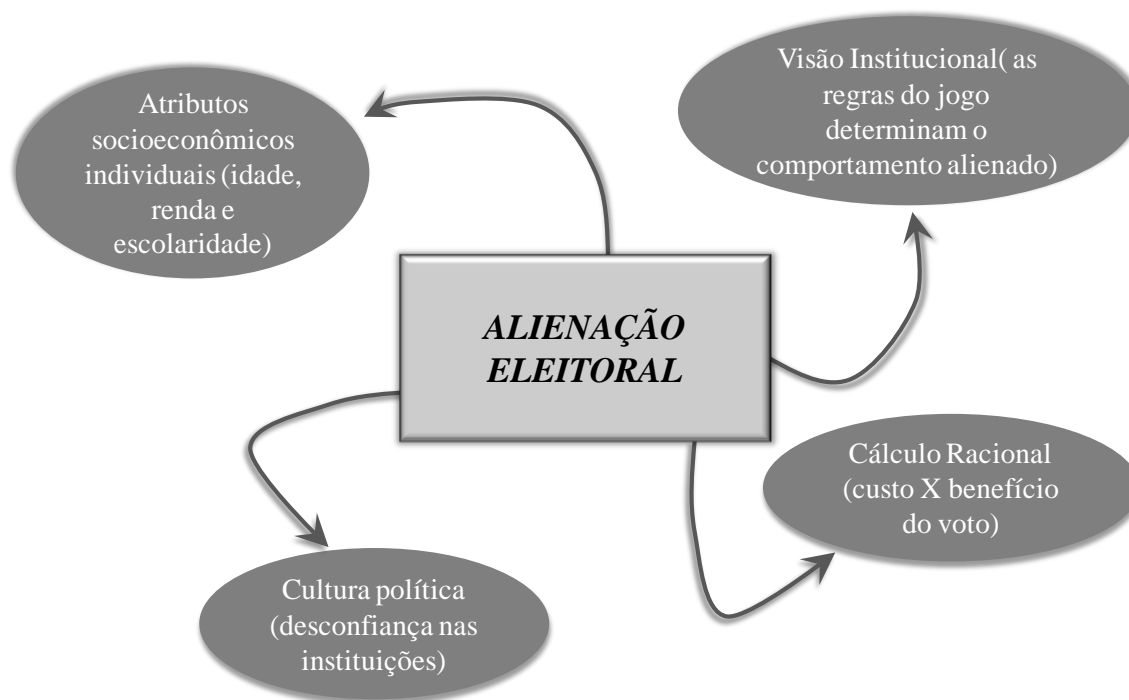 Atributos
socioeconômicos
individuais (idade,
renda e
escolaridade)
Visão Institucional( as
regras do jogo
determinam o
comportamento alienado)
ALIENAÇÃO
ELEITORAL
Cultura política
(desconfiança nas
instituições)
Cálculo Racional
(custo X benefício
do voto)